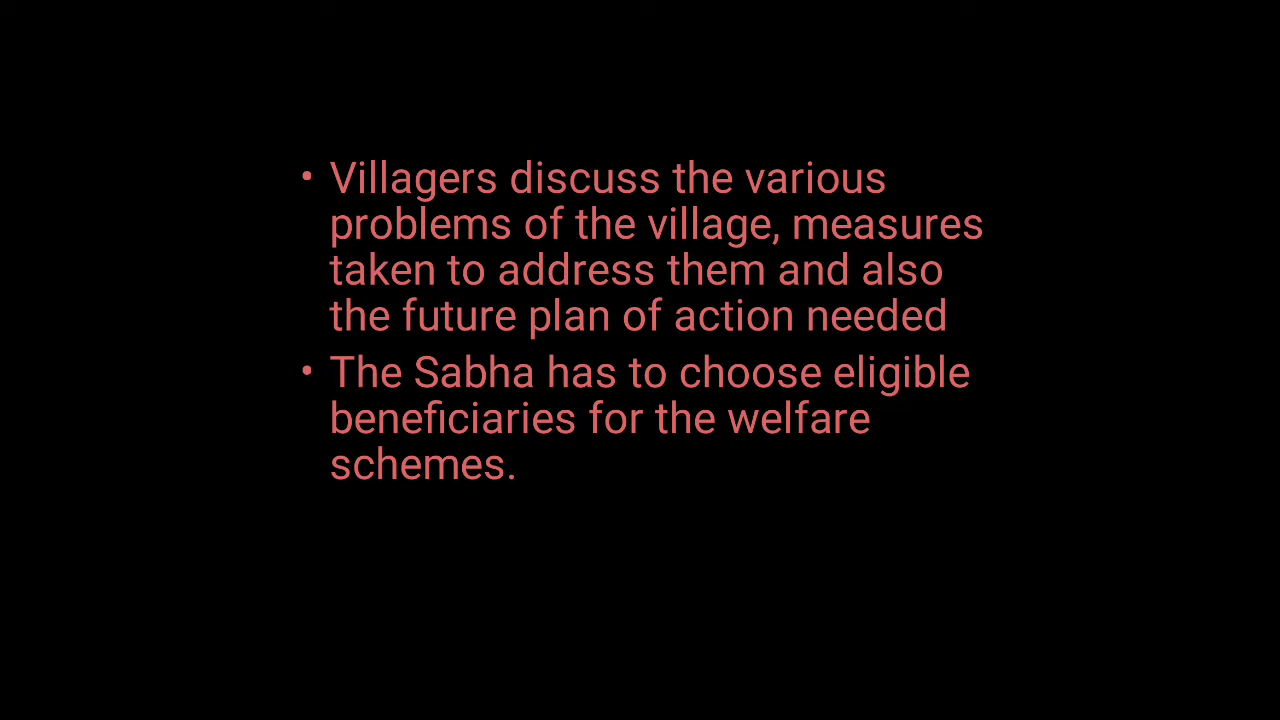 • Villagers discuss the various
problems of the village, measures
taken to address them and also
the future plan of action needed
• The Sabha has to choose eligible
beneficiaries for the welfare
schemes.